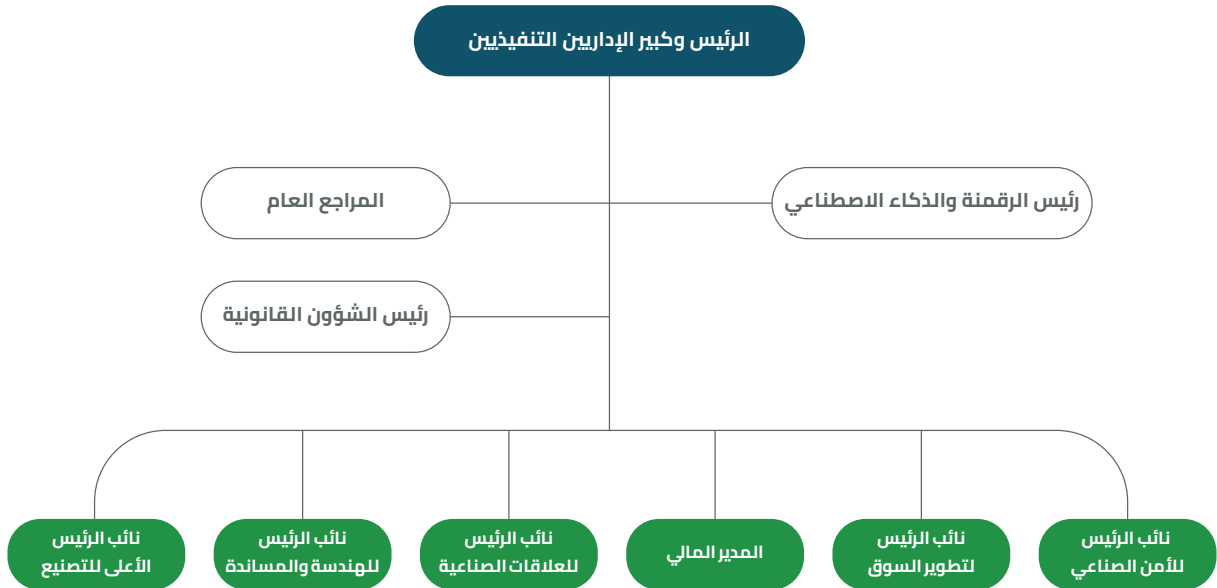 الرئيس وكبير الإداريين التنفيذيين
رئيس الرقمنة والذكاء الاصطناعي
المراجع العام
رئيس الشؤون القانونية
نائب الرئيس
للأمن الصناعي
نائب الرئيس
لتطوير السوق
المدير المالي
نائب الرئيس
للعلاقات الصناعية
نائب الرئيس
للهندسة والمساندة
نائب الرئيس
الأعلى للتصنيع